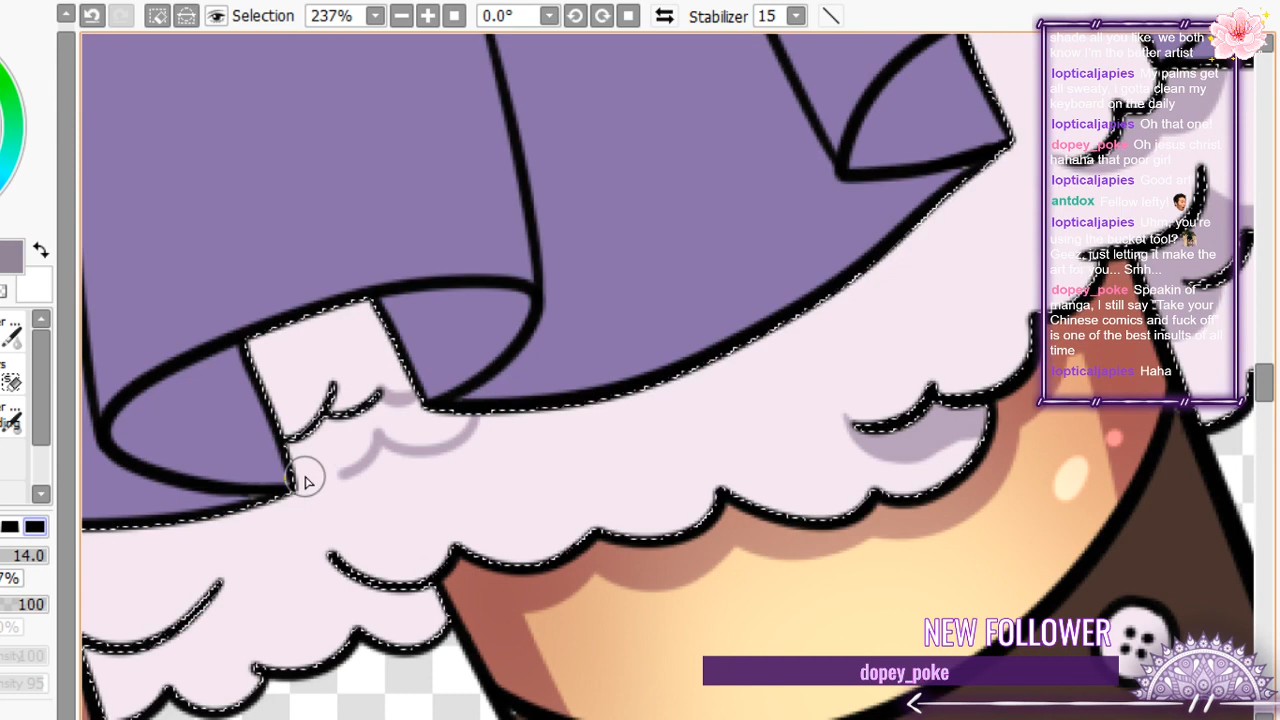 Selection
237%
0.0°
Stabilizer
15
shade all you like, we both
know I'm the better artist
lopticaljapies My palms get
all sweaty, i gotta clean my
keyboard on the daily
lopticaljapies Oh that one!
dopey_poke Oh jesus christ
hahaha that poor girl
lopticaljapies Good art
antdox Fellow lefty!
lopticaljapies Uhm, you're
using the bucket tool?
Geez, just letting it make the
art for you... Smh...
dopey_poke Speakin of
manga, I still say "Take your
Chinese comics and fuck off"
is one of the best insults of all
time
lopticaljapies Haha
14.0
100
NEW FOLLOWER
dopey_poke